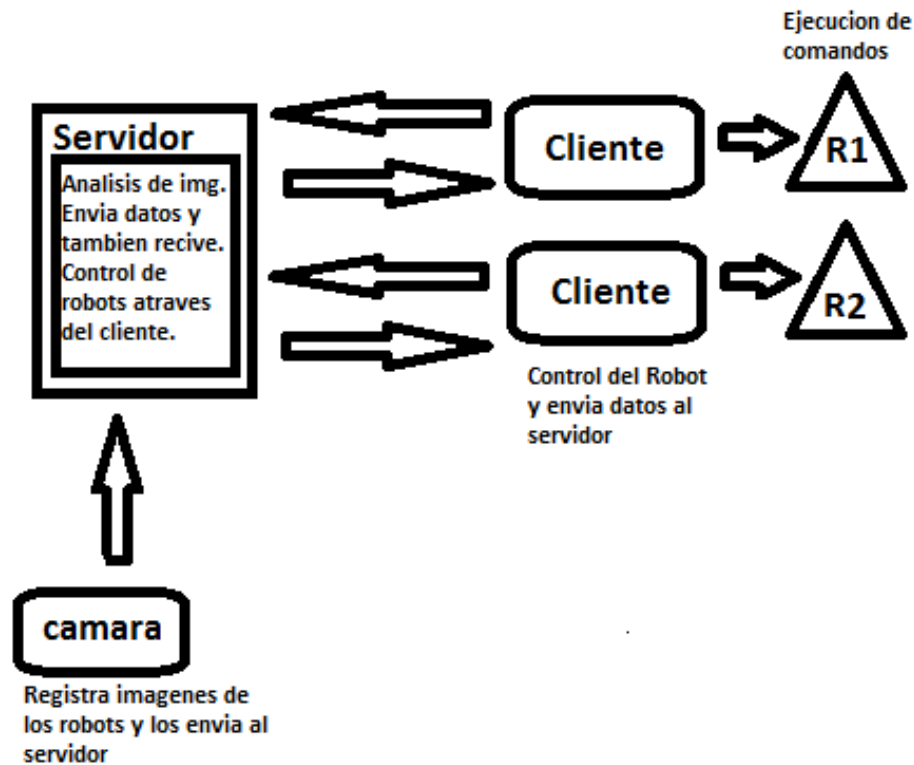 Ejecucion de
comandos
Servidor
Analisis de img.
Envia datos y
tambien recive.
Control de
robots atraves
del cliente.
Cliente
R1
Cliente
R2
Control del Robot
y envia datos al
servidor
camara
Registra imagenes de
los robots y los envia al
servidor